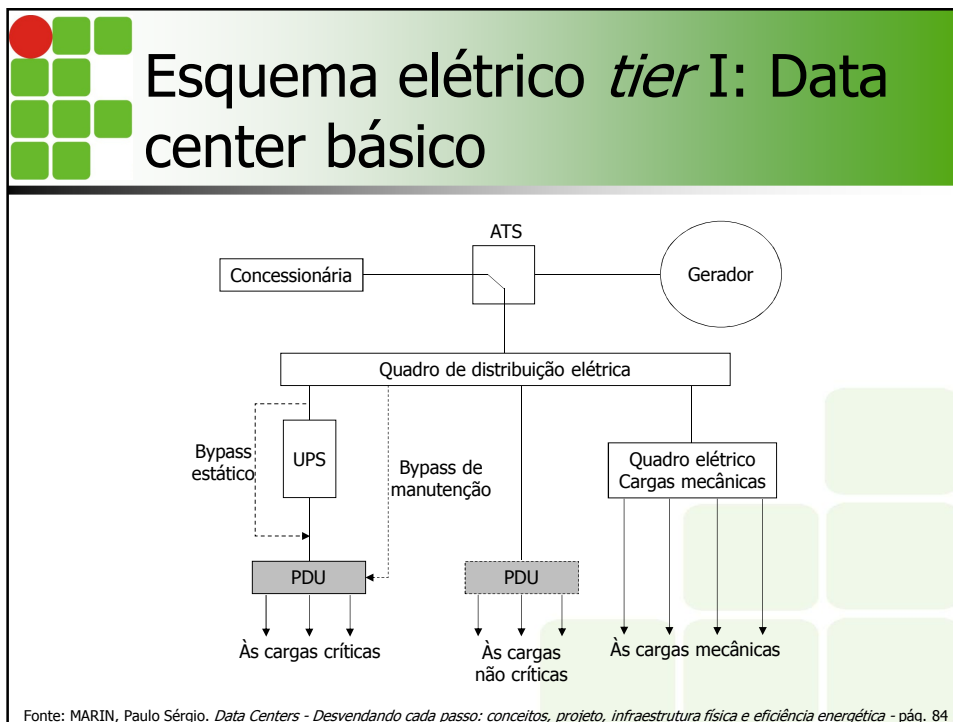 Esquema elétrico tier I: Data
center básico
ATS
Concessionária
Gerador
Quadro de distribuição elétrica
Bypass
estático
UPS
Bypass de
manutenção
Quadro elétrico
Cargas mecânicas
PDU
PDU
Às cargas críticas
Às cargas
não críticas
Às cargas mecânicas
Fonte: MARIN, Paulo Sérgio. Data Centers - Desvendando cada passo: conceitos, projeto, infraestrutura física e eficiência energética - pág. 84